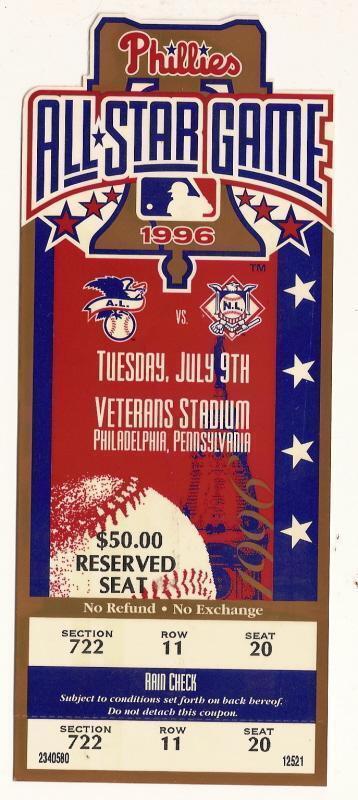 Phillies
ALL STAR GAME
1996
TM
A.L. VS. N.L.
TUESDAY, JULY 9TH
VETERANS STADIUM
PHILADELPHIA, PENNSYLVANIA
1996
$50.00
RESERVED
SEAT
No Refund • No Exchange
SECTION ROW SEAT
722 11 20
RAIN CHECK
Subject to conditions set forth on back hereof.
Do not detach this coupon.
SECTION ROW SEAT
722 11 20
2340580 12521